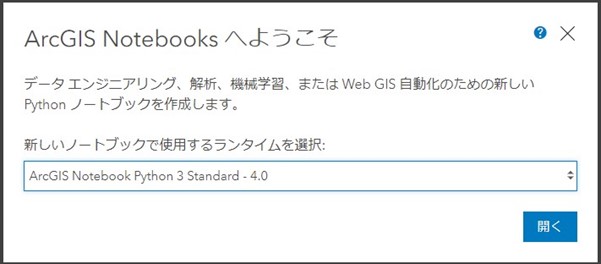 ArcGIS Notebooks へようこそ
データ エンジニアリング、解析、機械学習、または Web GIS 自動化のための新しい
Python ノートブックを作成します。
新しいノートブックで使用するランタイムを選択:
ArcGIS Notebook Python 3 Standard - 4.0
開く